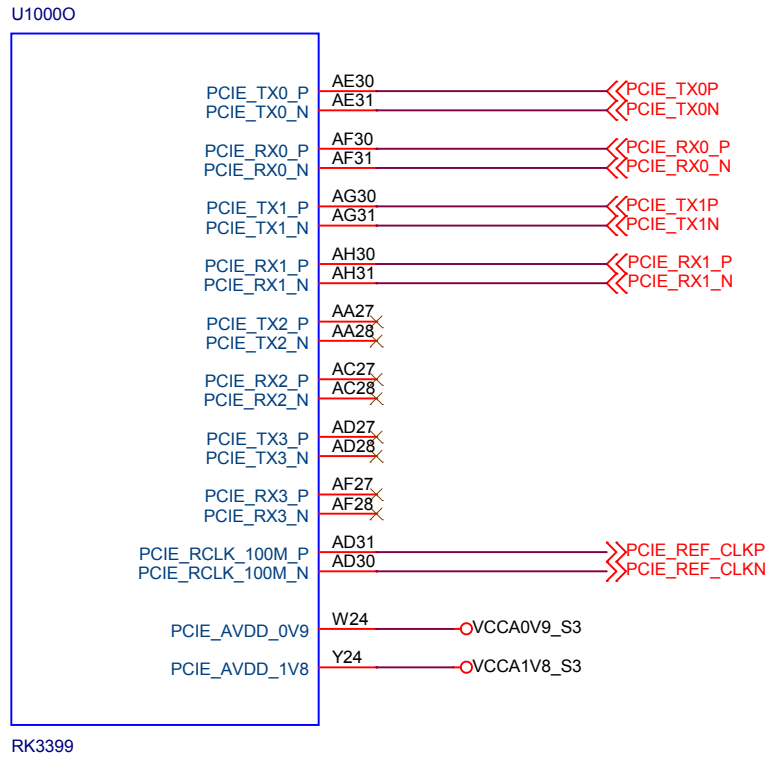 U1000O
PCIE_TX0_P AE30 PCIE_TX0P
PCIE_TX0_N AE31 PCIE_TX0N
PCIE_RX0_P AF30 PCIE_RX0_P
PCIE_RX0_N AF31 PCIE_RX0_N
PCIE_TX1_P AG30 PCIE_TX1P
PCIE_TX1_N AG31 PCIE_TX1N
PCIE_RX1_P AH30 PCIE_RX1_P
PCIE_RX1_N AH31 PCIE_RX1_N
PCIE_TX2_P AA27
PCIE_TX2_N AA28
PCIE_RX2_P AC27
PCIE_RX2_N AC28
PCIE_TX3_P AD27
PCIE_TX3_N AD28
PCIE_RX3_P AF27
PCIE_RX3_N AF28
PCIE_RCLK_100M_P AD31 PCIE_REF_CLKP
PCIE_RCLK_100M_N AD30 PCIE_REF_CLKN
PCIE_AVDD_0V9 W24 VCCA0V9_S3
PCIE_AVDD_1V8 Y24 VCCA1V8_S3
RK3399